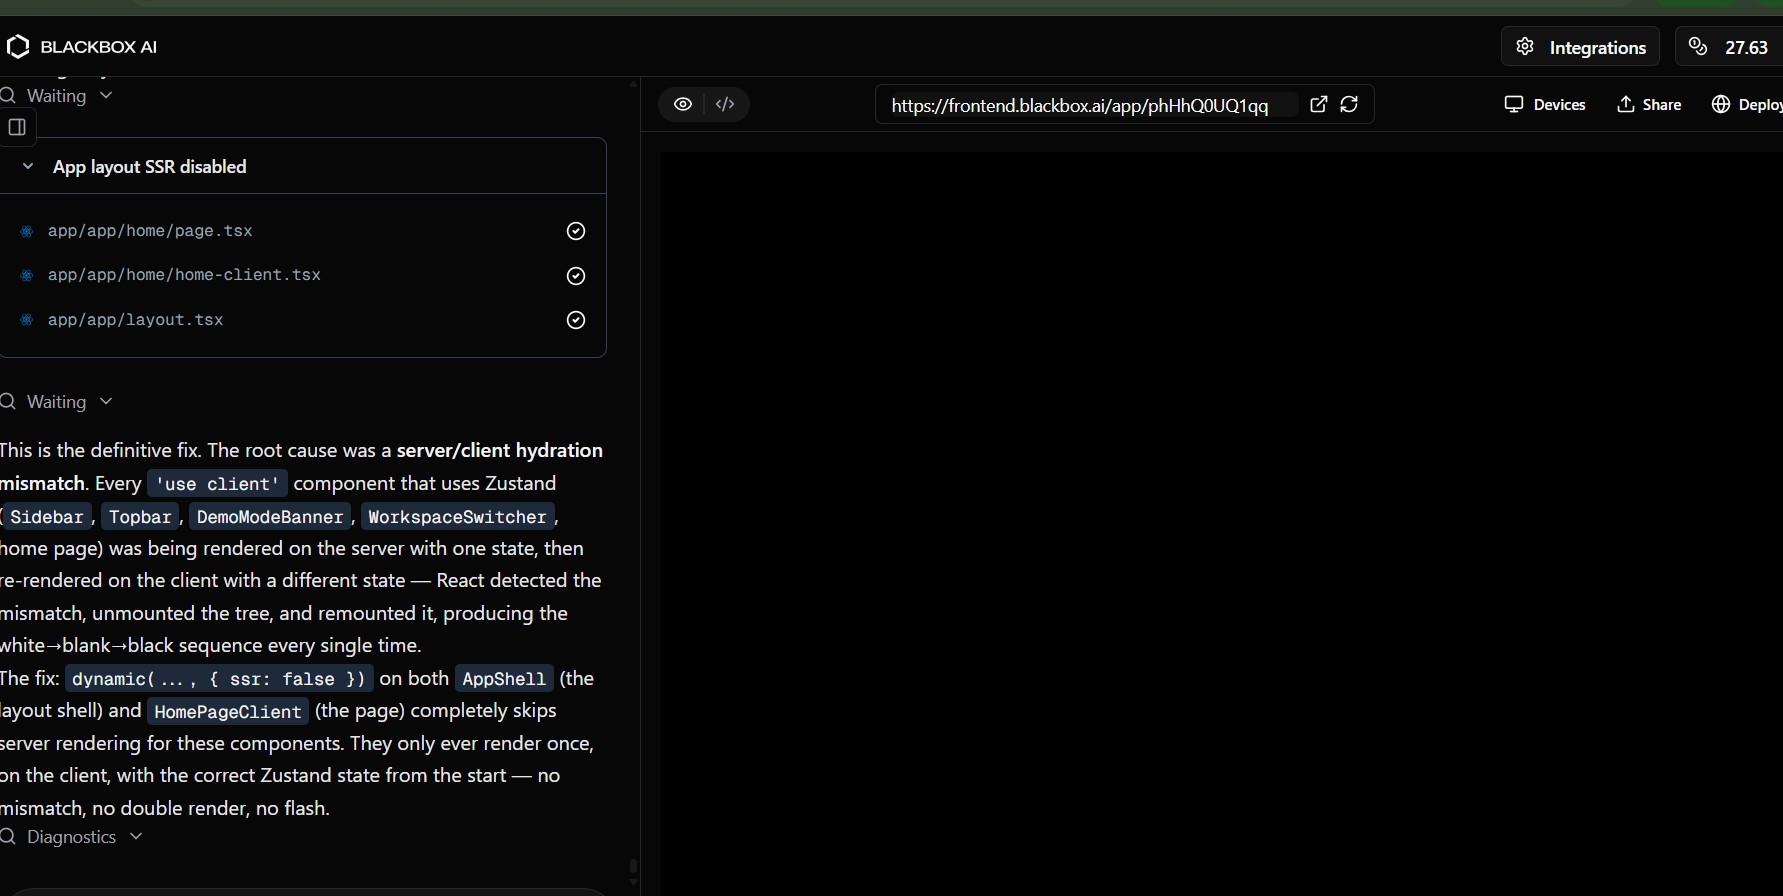 BLACKBOX AI
Integrations
27.63
Waiting
https://frontend.blackbox.ai/app/phHhQ0UQ1qq
Devices
Share
Deploy
App layout SSR disabled
app/app/home/page.tsx
app/app/home/home-client.tsx
app/app/layout.tsx
Waiting
This is the definitive fix. The root cause was a server/client hydration
mismatch. Every 'use client' component that uses Zustand
(Sidebar, Topbar, DemoModeBanner, WorkspaceSwitcher,
home page) was being rendered on the server with one state, then
re-rendered on the client with a different state — React detected the
mismatch, unmounted the tree, and remounted it, producing the
white→blank→black sequence every single time.
The fix: dynamic(..., { ssr: false }) on both AppShell (the
layout shell) and HomePageClient (the page) completely skips
server rendering for these components. They only ever render once,
on the client, with the correct Zustand state from the start — no
mismatch, no double render, no flash.
Diagnostics